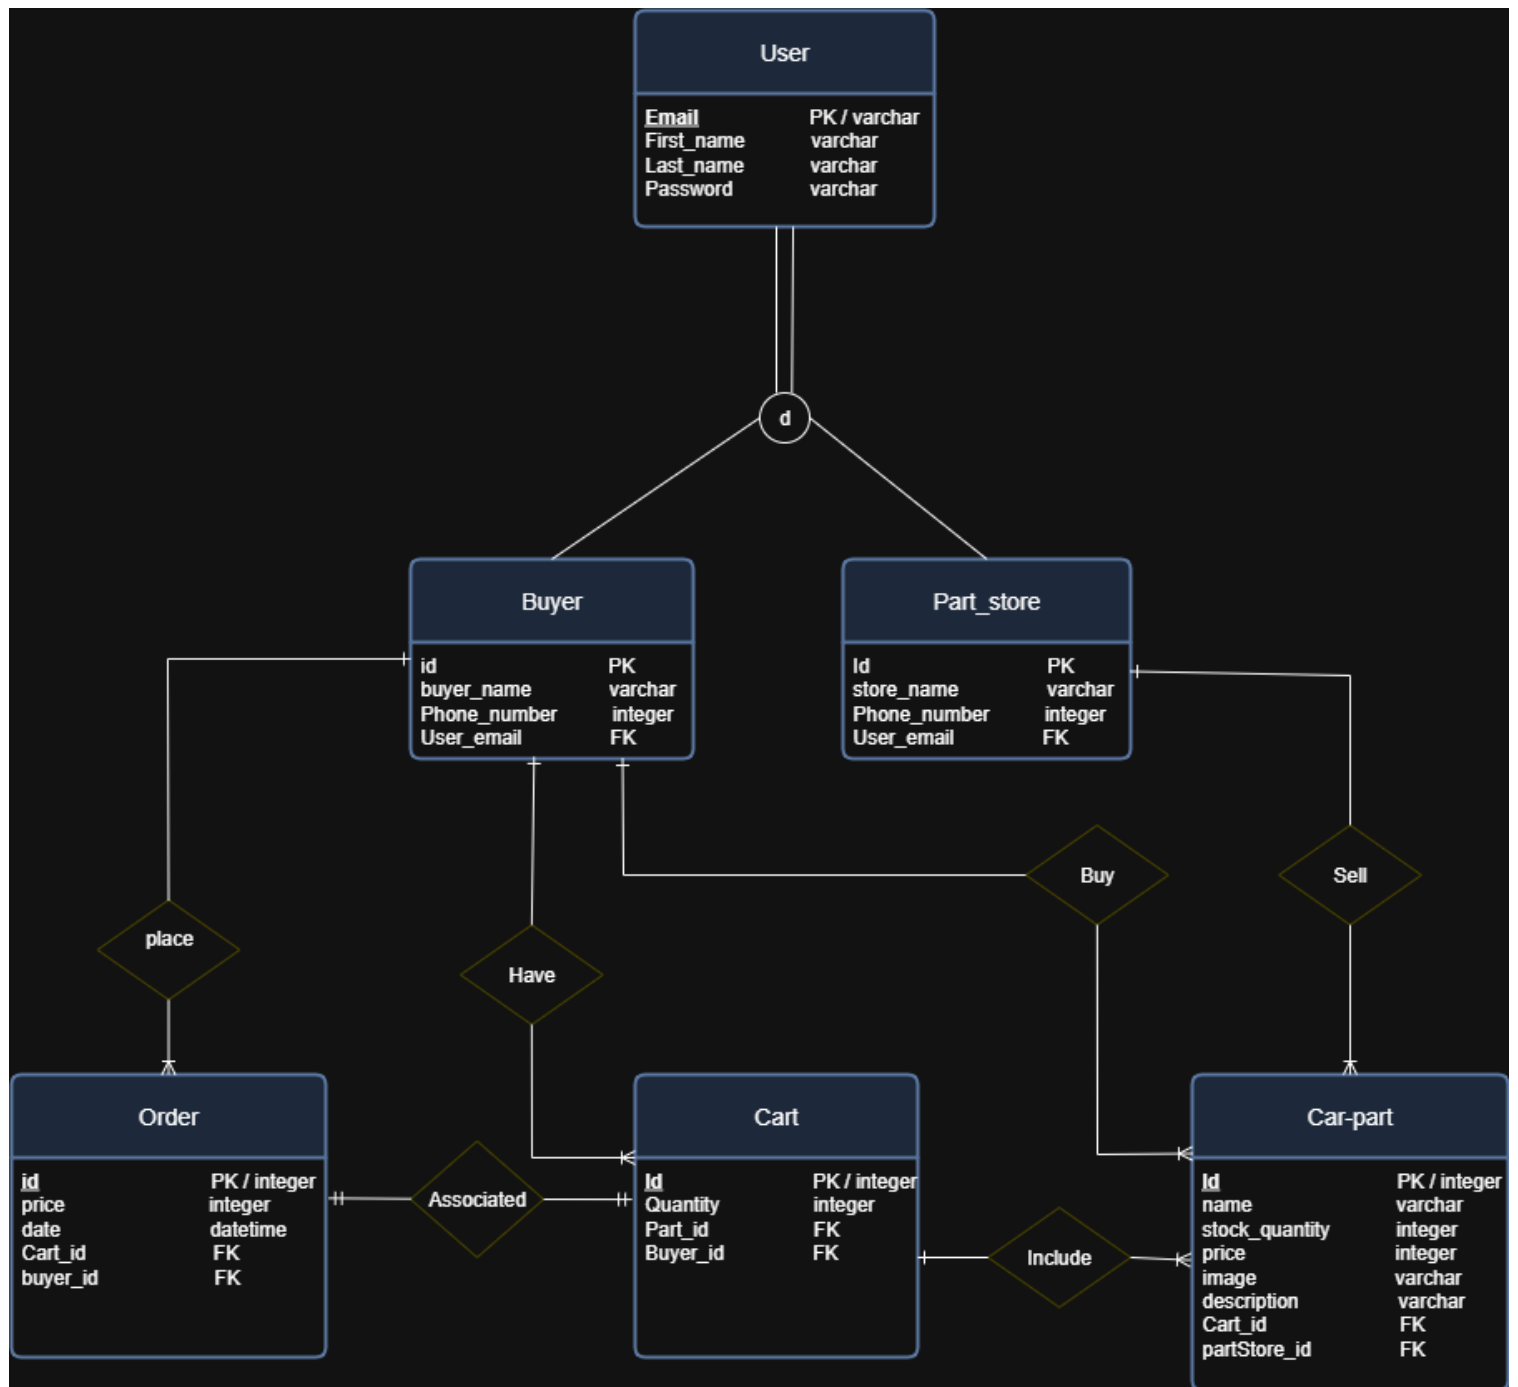 User
Email PK / varchar
First_name varchar
Last_name varchar
Password varchar
d
Buyer
id PK
buyer_name varchar
Phone_number integer
User_email FK
Part_store
Id PK
store_name varchar
Phone_number integer
User_email FK
Buy
Sell
place
Have
Order
id PK / integer
price integer
date datetime
Cart_id FK
buyer_id FK
Associated
Cart
Id PK / integer
Quantity integer
Part_id FK
Buyer_id FK
Include
Car-part
Id PK / integer
name varchar
stock_quantity integer
price integer
image varchar
description varchar
Cart_id FK
partStore_id FK